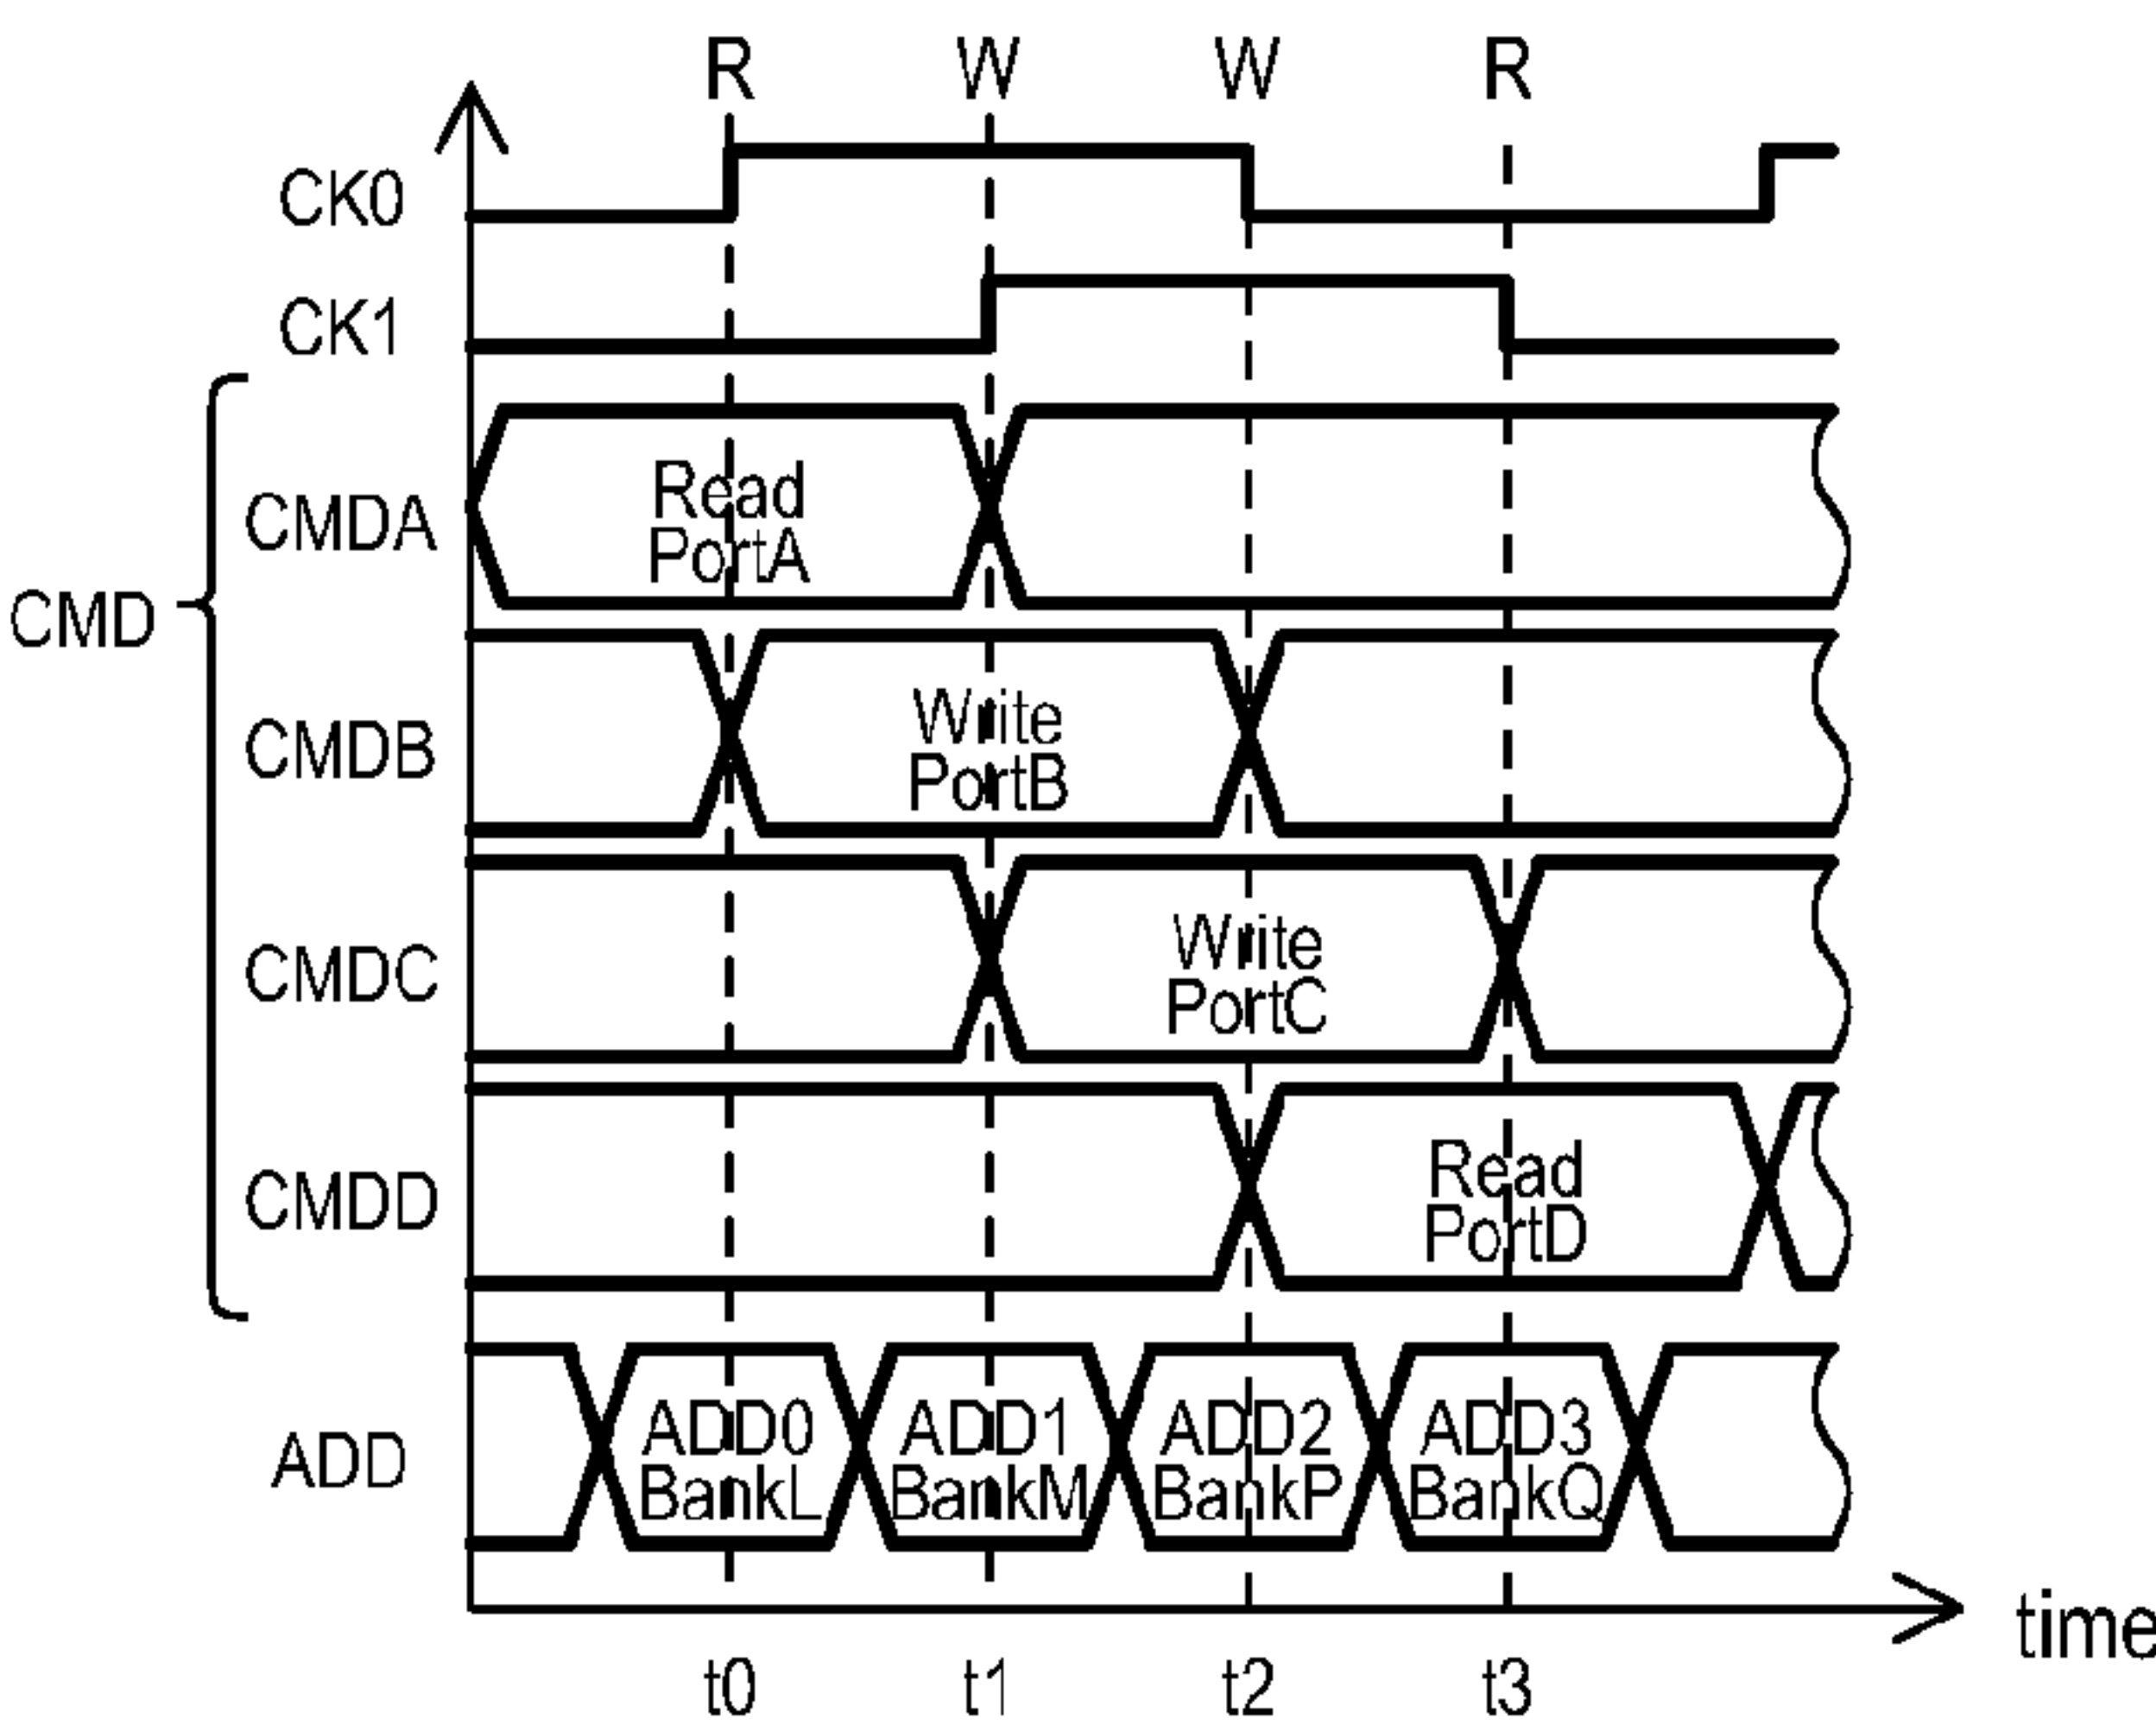 R W W R
CK0
CK1
CMD
CMDA
Read
PortA
CMDB
Write
PortB
CMDC
Write
PortC
CMDD
Read
PortD
ADD
ADD0 ADD1 ADD2 ADD3
BankL BankM BankP BankQ
time
t0 t1 t2 t3